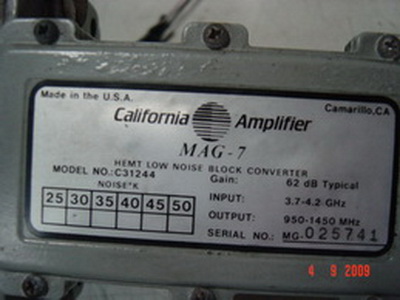 Made in the U.S.A.
Camarillo,CA
California Amplifier
MAG-7
HEMT LOW NOISE BLOCK CONVERTER
MODEL NO.:C31244
Gain: 62 dB Typical
NOISE°K
INPUT: 3.7-4.2 GHz
25 30 35 40 45 50
OUTPUT: 950-1450 MHz
SERIAL NO.: MG-025741
4 9 2009